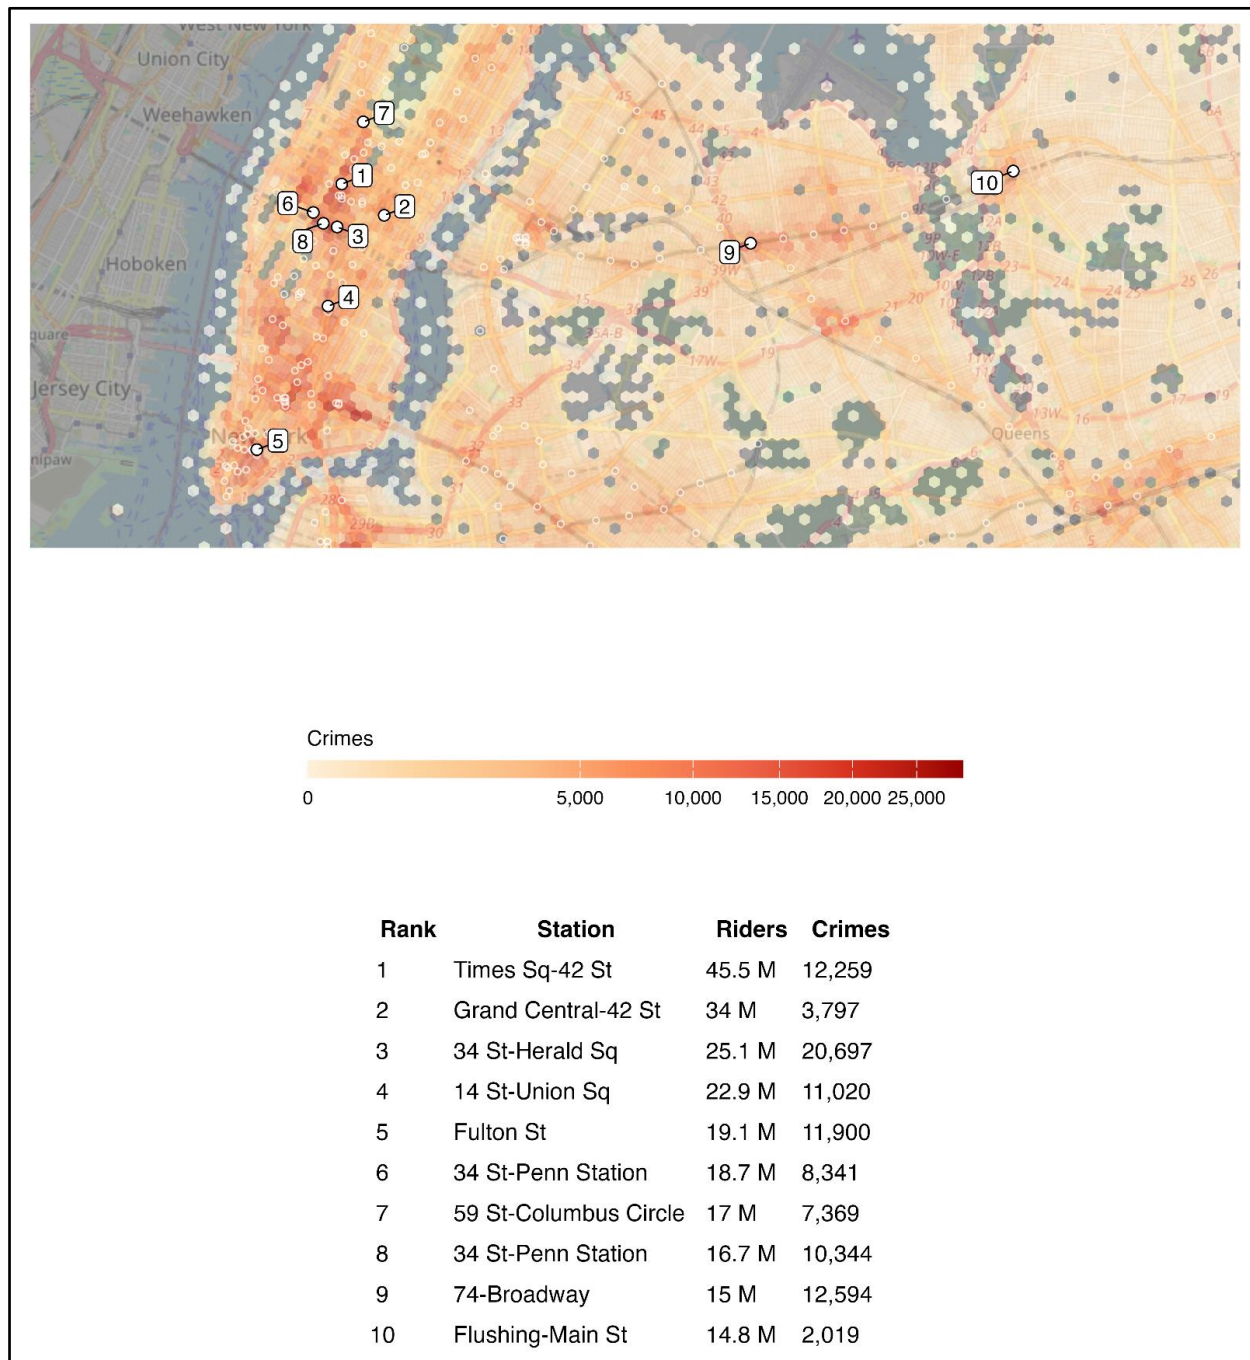 West New York
Union City
Weehawken
Hoboken
Jersey City
New York
Queens
7
1
6
2
8
3
4
5
9
10
Crimes
0 5,000 10,000 15,000 20,000 25,000
Rank Station Riders Crimes
1 Times Sq-42 St 45.5 M 12,259
2 Grand Central-42 St 34 M 3,797
3 34 St-Herald Sq 25.1 M 20,697
4 14 St-Union Sq 22.9 M 11,020
5 Fulton St 19.1 M 11,900
6 34 St-Penn Station 18.7 M 8,341
7 59 St-Columbus Circle 17 M 7,369
8 34 St-Penn Station 16.7 M 10,344
9 74-Broadway 15 M 12,594
10 Flushing-Main St 14.8 M 2,019